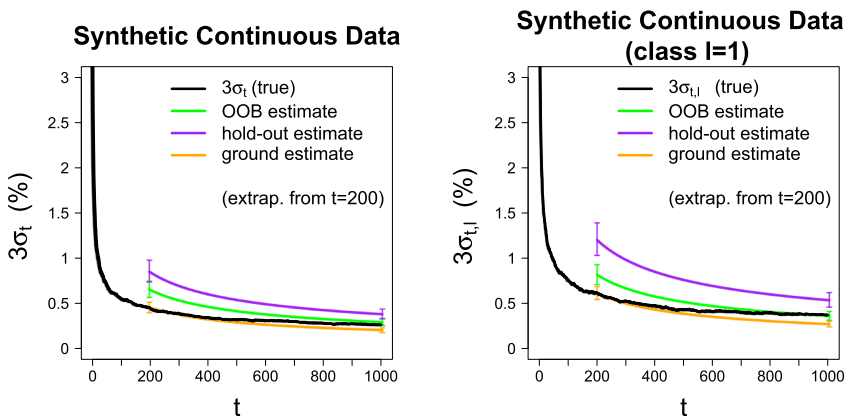 Synthetic Continuous Data
3σt (%)
3
2.5
2
1.5
1
0.5
0
3σt (true)
OOB estimate
hold-out estimate
ground estimate
(extrap. from t=200)
0 200 400 600 800 1000
t
Synthetic Continuous Data
(class l=1)
3σt,l (%)
3
2.5
2
1.5
1
0.5
0
3σt,l (true)
OOB estimate
hold-out estimate
ground estimate
(extrap. from t=200)
0 200 400 600 800 1000
t